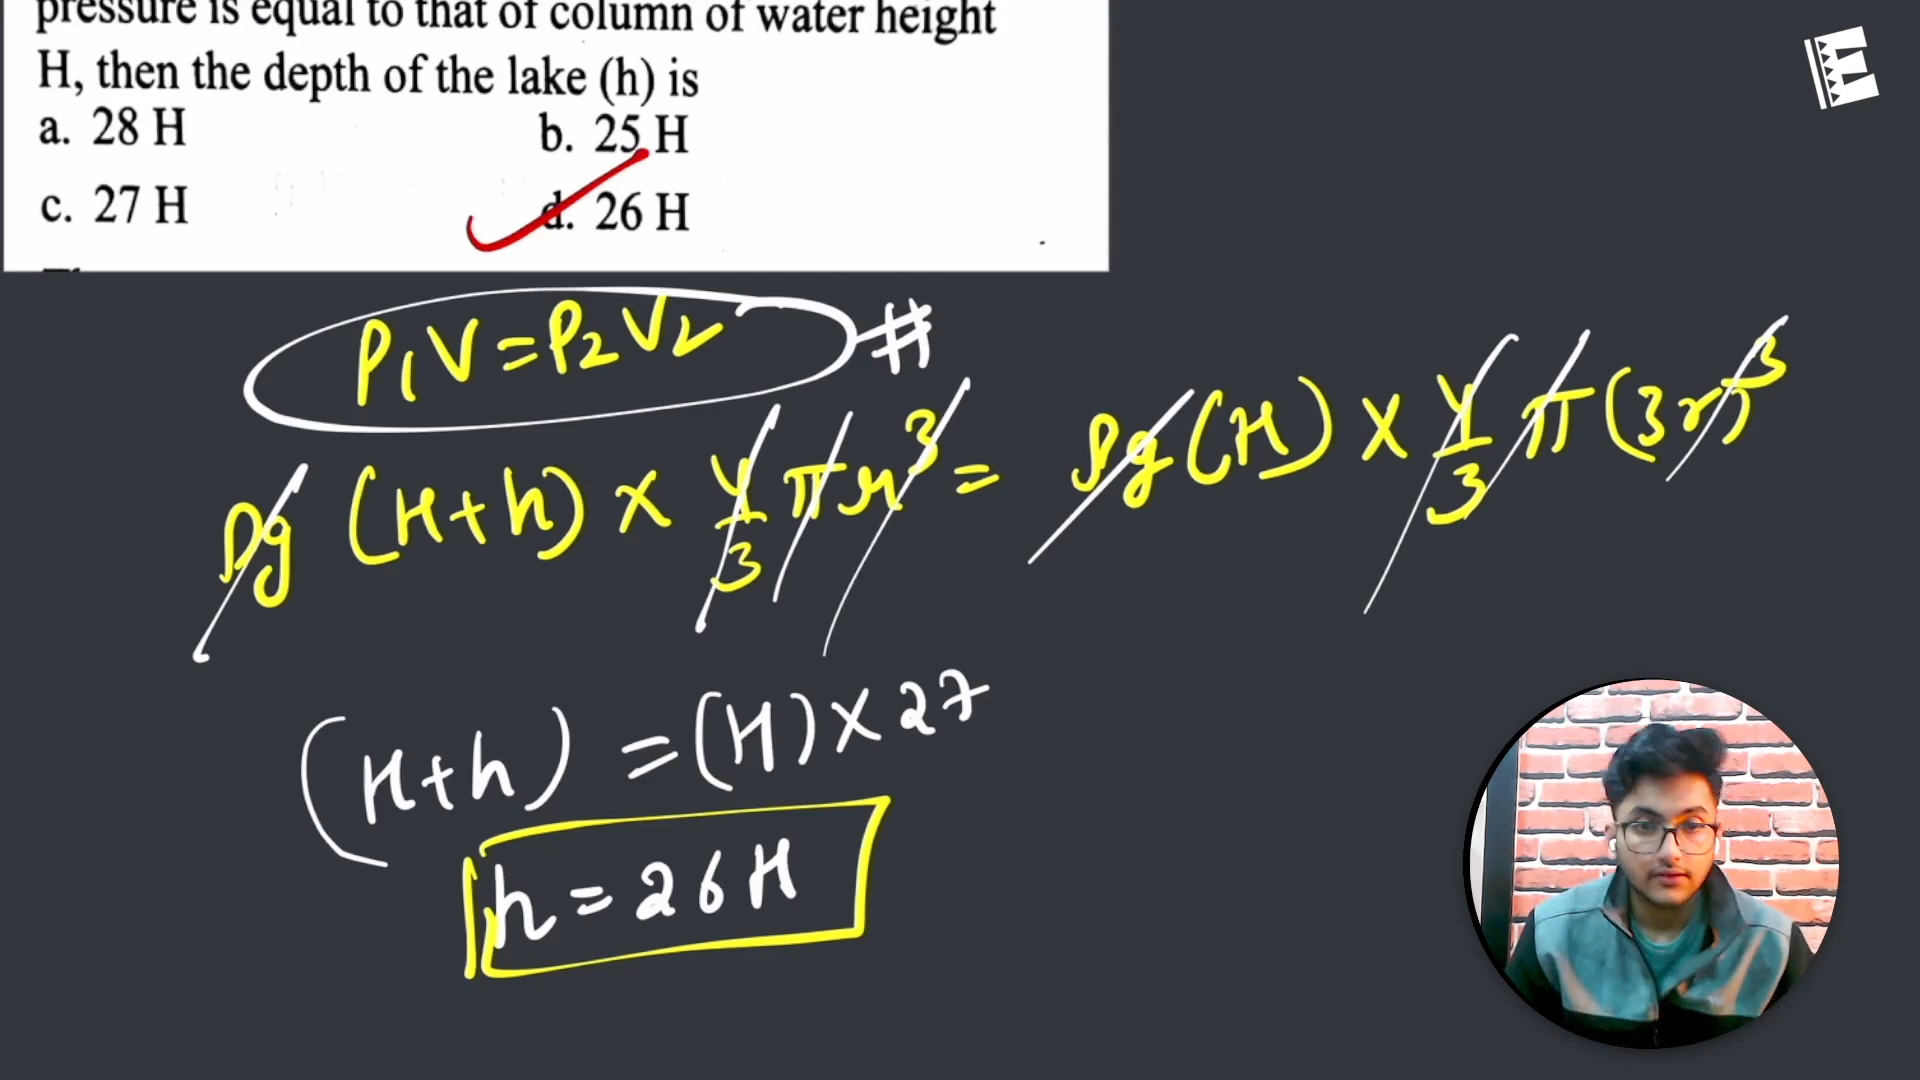 pressure is equal to that of column of water height
H, then the depth of the lake (h) is
a. 28 H
b. 25 H
c. 27 H
d. 26 H
P₁V = P₂V₂ #
ρg (H+h) × 4/3 πr³ = ρg (H) × 4/3 π (3r)³
(H+h) = (H) × 27
h = 26 H
E